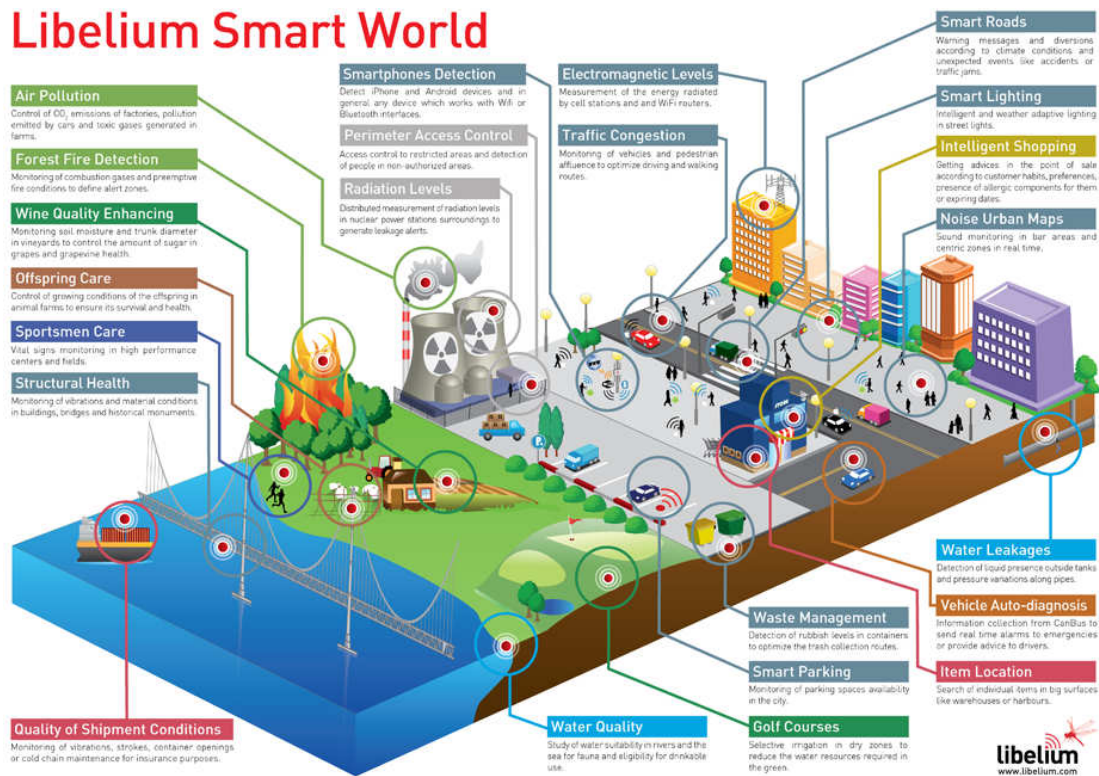 Libelium Smart World
Air Pollution
Control of CO2 emissions of factories, pollution
emitted by cars and toxic gases generated in
farms.
Forest Fire Detection
Monitoring of combustion gases and preemptive
fire conditions to define alert zones.
Wine Quality Enhancing
Monitoring soil moisture and trunk diameter
in vineyards to control the amount of sugar in
grapes and grapevine health.
Offspring Care
Control of growing conditions of the offspring in
animal farms to ensure its survival and health.
Sportsmen Care
Vital signs monitoring in high performance
centers and fields.
Structural Health
Monitoring of vibrations and material conditions
in buildings, bridges and historical monuments.
Quality of Shipment Conditions
Monitoring of vibrations, strokes, container openings
or cold chain maintenance for insurance purposes.
Smartphones Detection
Detect iPhone and Android devices and in
general any device which works with Wifi or
Bluetooth interfaces.
Perimeter Access Control
Access control to restricted areas and detection
of people in non-authorized areas.
Radiation Levels
Distributed measurement of radiation levels
in nuclear power stations surroundings to
generate leakage alerts.
Electromagnetic Levels
Measurement of the energy radiated
by cell stations and and WiFi routers.
Traffic Congestion
Monitoring of vehicles and pedestrian
affluence to optimize driving and walking
routes.
Smart Roads
Warning messages and diversions
according to climate conditions and
unexpected events like accidents or
traffic jams.
Smart Lighting
Intelligent and weather adaptive lighting
in street lights.
Intelligent Shopping
Getting advices in the point of sale
according to customer habits, preferences,
presence of allergic components for them
or expiring dates.
Noise Urban Maps
Sound monitoring in bar areas and
centric zones in real time.
Water Leakages
Detection of liquid presence outside tanks
and pressure variations along pipes.
Vehicle Auto-diagnosis
Information collection from CanBus to
send real time alarms to emergencies
or provide advice to drivers.
Item Location
Search of individual items in big surfaces
like warehouses or harbours.
Waste Management
Detection of rubbish levels in containers
to optimize the trash collection routes.
Smart Parking
Monitoring of parking spaces availability
in the city.
Golf Courses
Selective irrigation in dry zones to
reduce the water resources required in
the green.
Water Quality
Study of water suitability in rivers and the
sea for fauna and eligibility for drinkable
use.
P
libelium
www.libelium.com